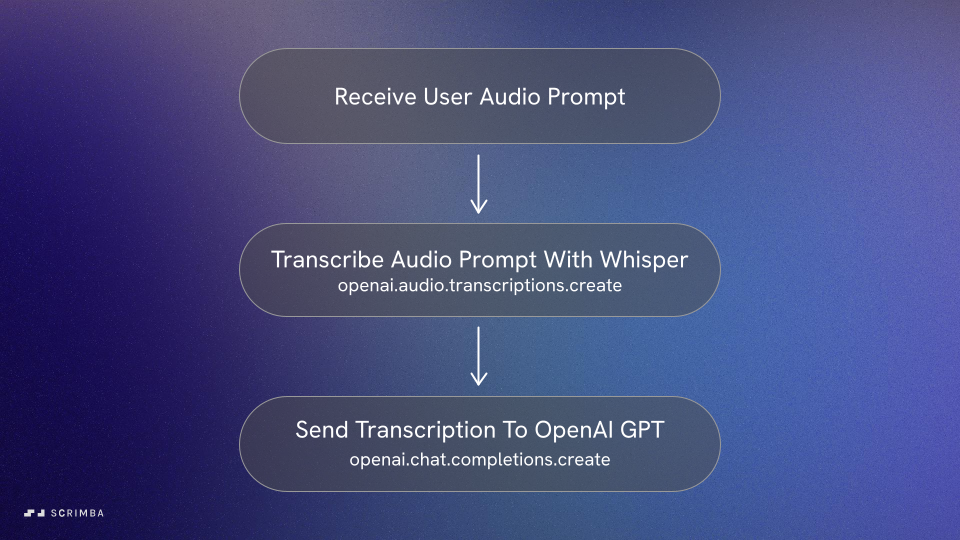 Receive User Audio Prompt
Transcribe Audio Prompt With Whisper
openai.audio.transcriptions.create
Send Transcription To OpenAI GPT
openai.chat.completions.create
SCRIMBA